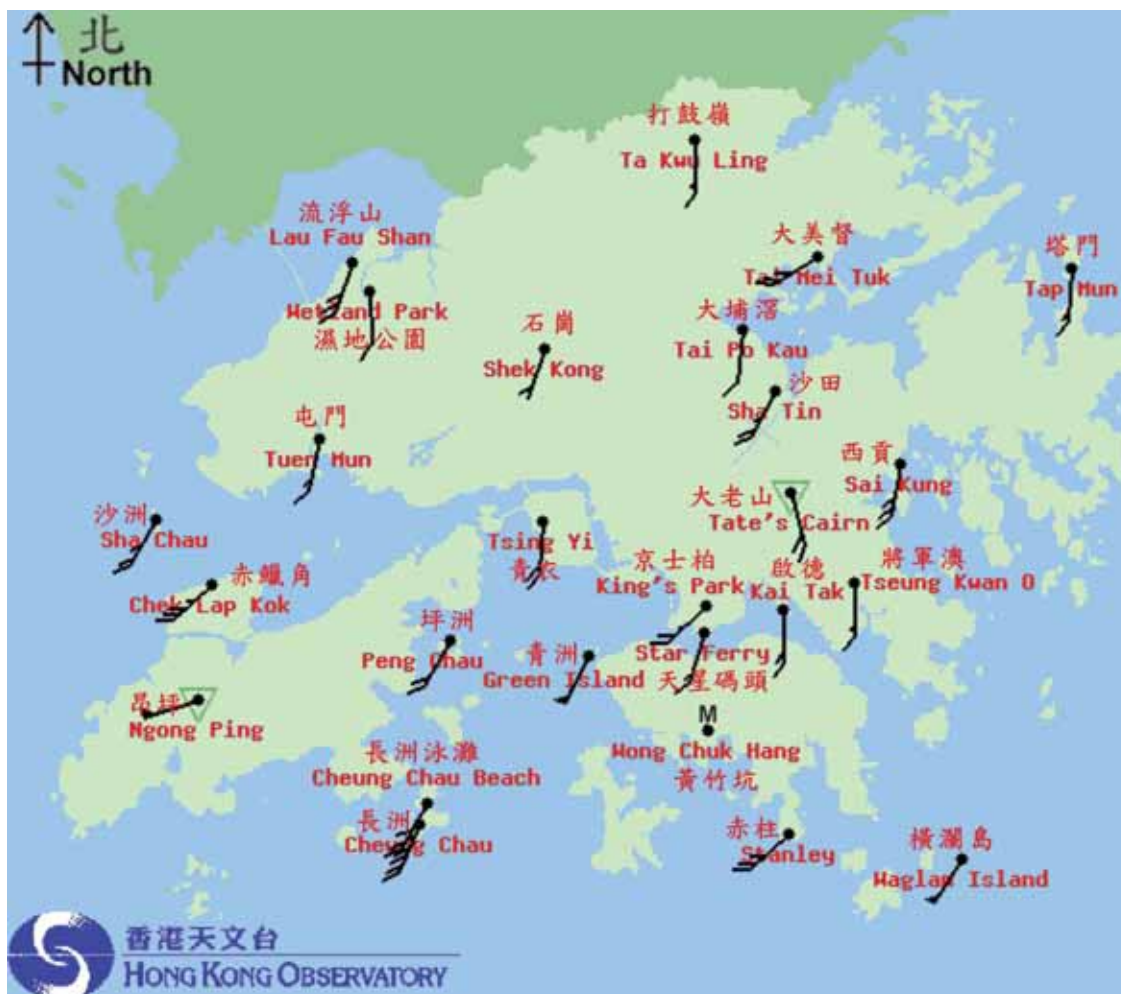 北
North
打鼓嶺
Ta Kwu Ling
流浮山
Lau Fau Shan
大美督
Tai Mei Tuk
塔門
Tap Mun
Wetland Park
濕地公園
石崗
Shek Kong
大埔滘
Tai Po Kau
沙田
Sha Tin
屯門
Tuen Mun
西貢
Sai Kung
大老山
Tate's Cairn
沙洲
Sha Chau
Tsing Yi
青衣
京士柏
King's Park
啟德
Kai Tak
將軍澳
Tseung Kwan O
赤鱲角
Chek Lap Kok
坪洲
Peng Chau
青洲
Green Island
Star Ferry
天星碼頭
昂坪
Ngong Ping
M
Wong Chuk Hang
黃竹坑
長洲泳灘
Cheung Chau Beach
長洲
Cheung Chau
赤柱
Stanley
橫瀾島
Waglan Island
香港天文台
HONG KONG OBSERVATORY